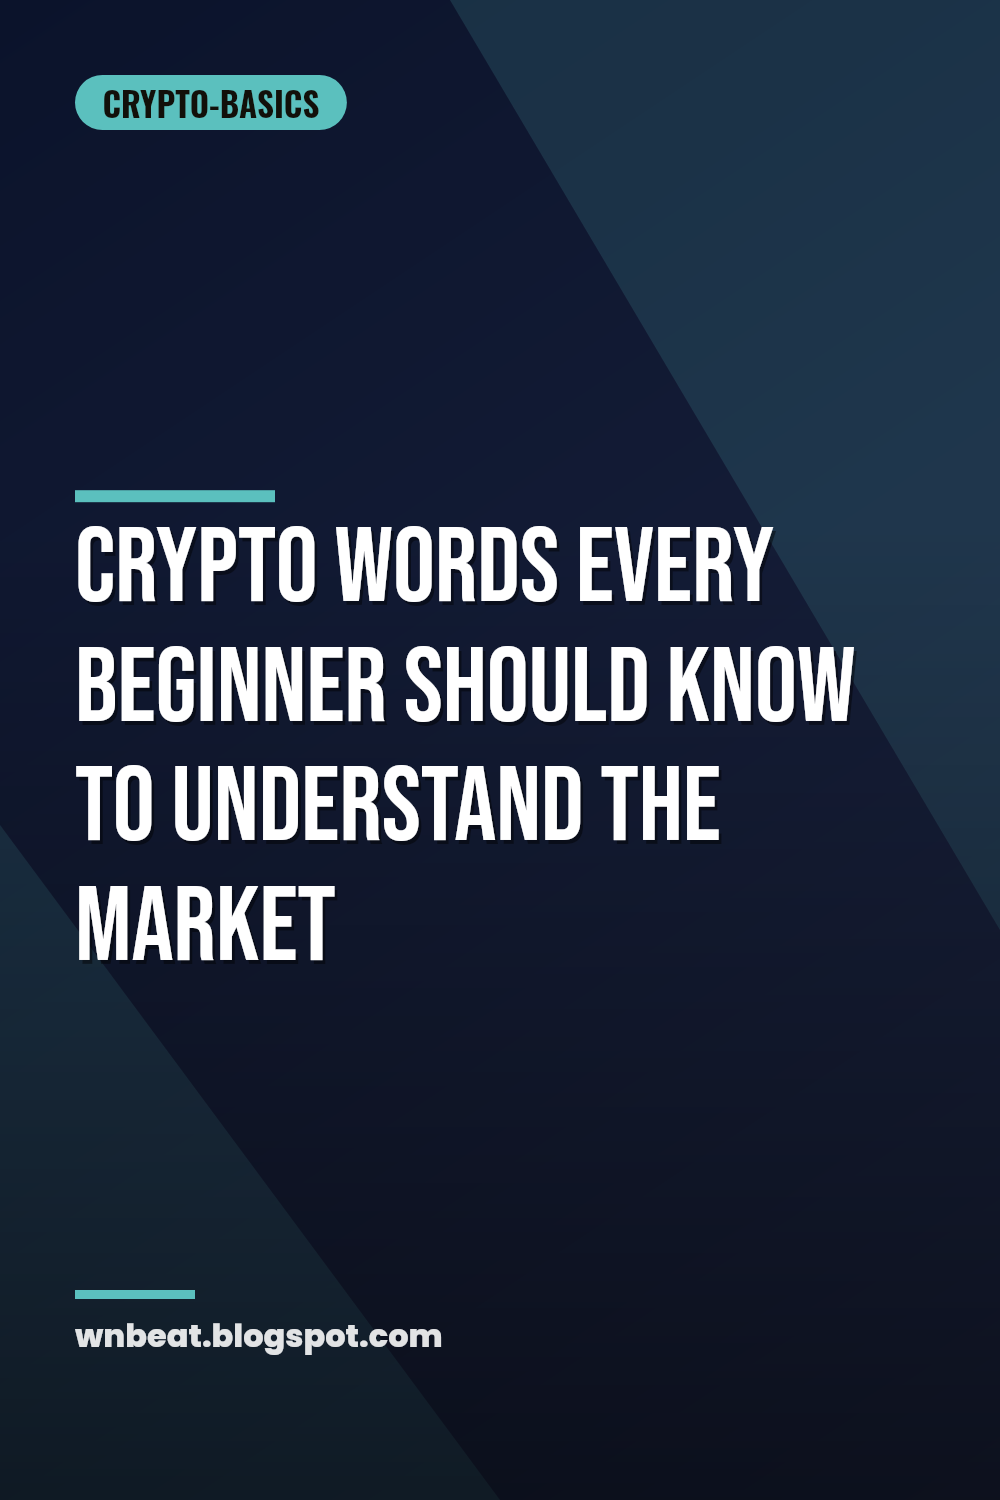 CRYPTO-BASICS
CRYPTO WORDS EVERY
BEGINNER SHOULD KNOW
TO UNDERSTAND THE
MARKET
wnbeat.blogspot.com